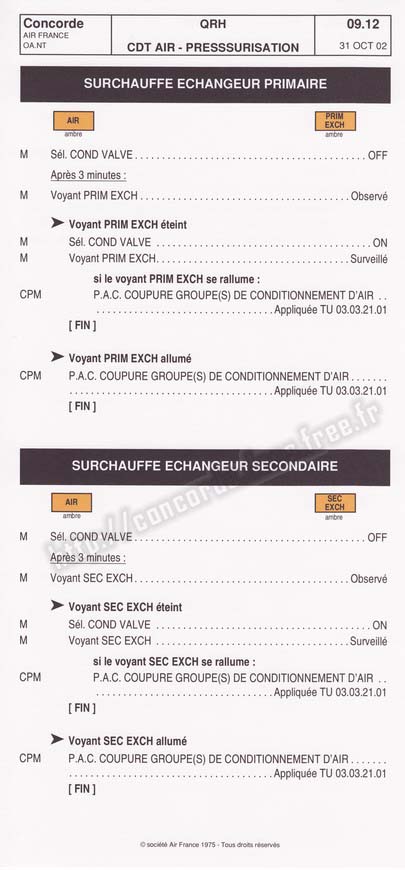 Concorde
AIR FRANCE
OA.NT
QRH
CDT AIR - PRESSSURISATION
09.12
31 OCT 02
SURCHAUFFE ECHANGEUR PRIMAIRE
AIR
ambre
PRIM
EXCH
ambre
M Sél. COND VALVE . . . . . . . . . . . . . . . . . . . . . . . . . . . . . . . . . . . . OFF
Après 3 minutes :
M Voyant PRIM EXCH . . . . . . . . . . . . . . . . . . . . . . . . . . . . . . . . Observé
➤ Voyant PRIM EXCH éteint
M Sél. COND VALVE . . . . . . . . . . . . . . . . . . . . . . . . . . . . . . . . . . ON
M Voyant PRIM EXCH. . . . . . . . . . . . . . . . . . . . . . . . . . . . . Surveillé
si le voyant PRIM EXCH se rallume :
CPM P.A.C. COUPURE GROUPE(S) DE CONDITIONNEMENT D'AIR . .
. . . . . . . . . . . . . . . . . . . . . . . . . . . . Appliquée TU 03.03.21.01
[ FIN ]
➤ Voyant PRIM EXCH allumé
CPM P.A.C. COUPURE GROUPE(S) DE CONDITIONNEMENT D'AIR . . . . . . .
. . . . . . . . . . . . . . . . . . . . . . . . . . . . . . . . Appliquée TU 03.03.21.01
[ FIN ]
SURCHAUFFE ECHANGEUR SECONDAIRE
AIR
ambre
SEC
EXCH
ambre
M Sél. COND VALVE . . . . . . . . . . . . . . . . . . . . . . . . . . . . . . . . . . . . OFF
Après 3 minutes :
M Voyant SEC EXCH . . . . . . . . . . . . . . . . . . . . . . . . . . . . . . . . . Observé
➤ Voyant SEC EXCH éteint
M Sél. COND VALVE . . . . . . . . . . . . . . . . . . . . . . . . . . . . . . . . . . ON
M Voyant SEC EXCH . . . . . . . . . . . . . . . . . . . . . . . . . . . . . Surveillé
si le voyant SEC EXCH se rallume :
CPM P.A.C. COUPURE GROUPE(S) DE CONDITIONNEMENT D'AIR . .
. . . . . . . . . . . . . . . . . . . . . . . . . . . . Appliquée TU 03.03.21.01
[ FIN ]
➤ Voyant SEC EXCH allumé
CPM P.A.C. COUPURE GROUPE(S) DE CONDITIONNEMENT D'AIR . . . . . . .
. . . . . . . . . . . . . . . . . . . . . . . . . . . . . . . . Appliquée TU 03.03.21.01
[ FIN ]
© société Air France 1975 - Tous droits réservés